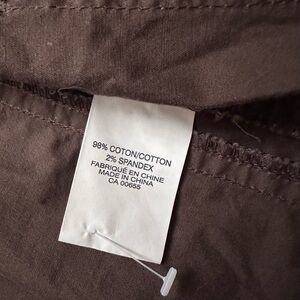 98% COTON/COTTON
2% SPANDEX
FABRIQUÉ EN CHINE
MADE IN CHINA
CA 00655